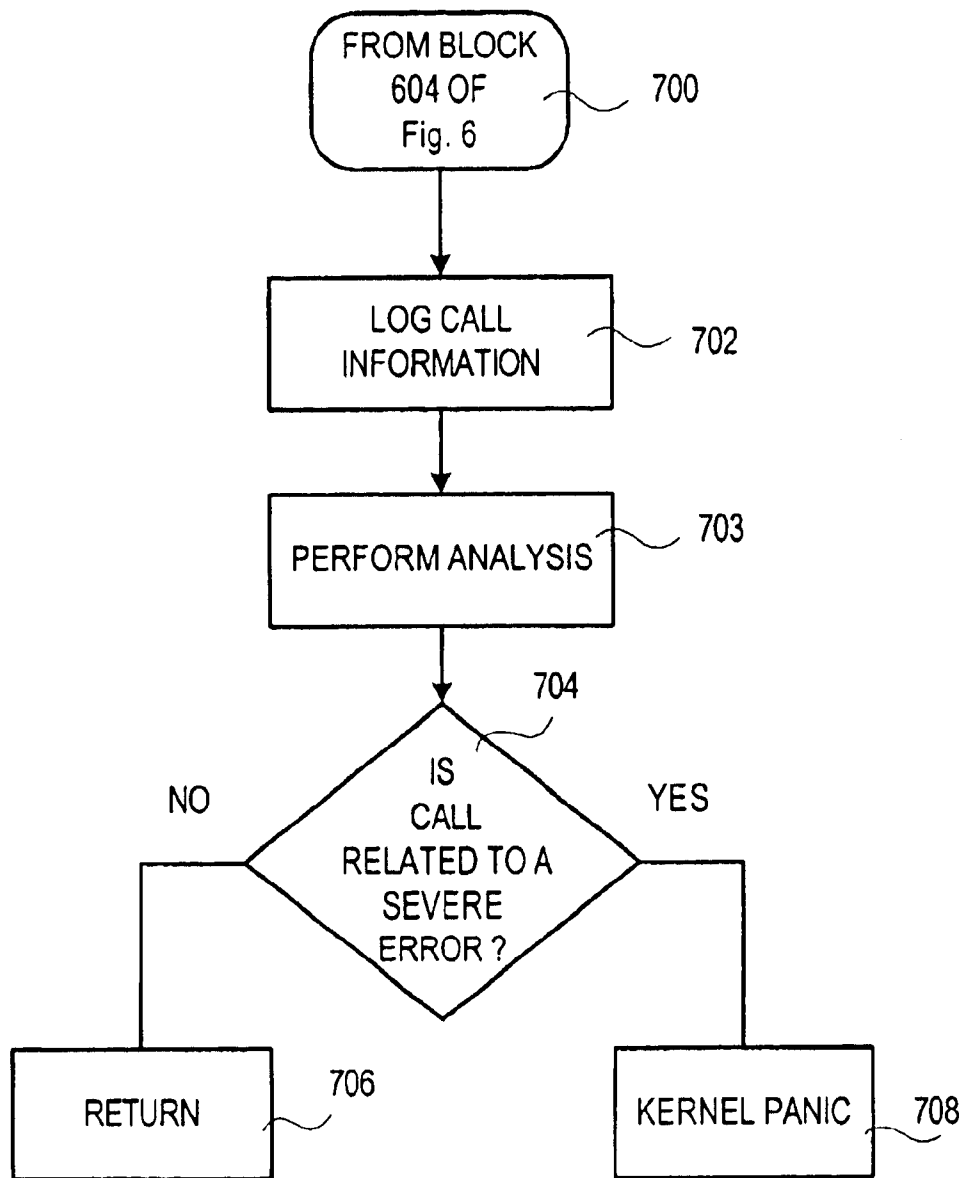 FROM BLOCK
604 OF
Fig. 6
700
LOG CALL
INFORMATION
702
PERFORM ANALYSIS
703
704
IS
CALL
RELATED TO A
SEVERE
ERROR ?
NO
YES
RETURN
706
KERNEL PANIC
708